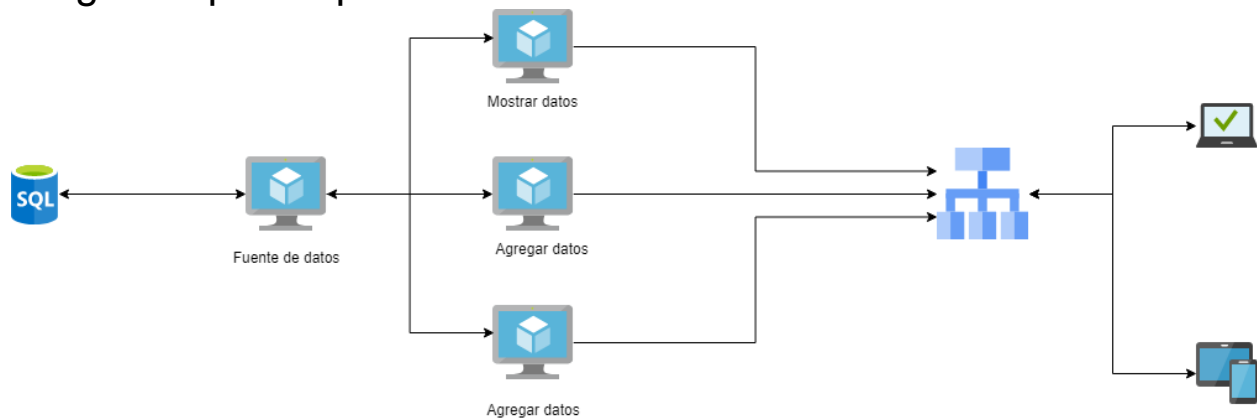 Mostrar datos
SQL
Fuente de datos
Agregar datos
Agregar datos